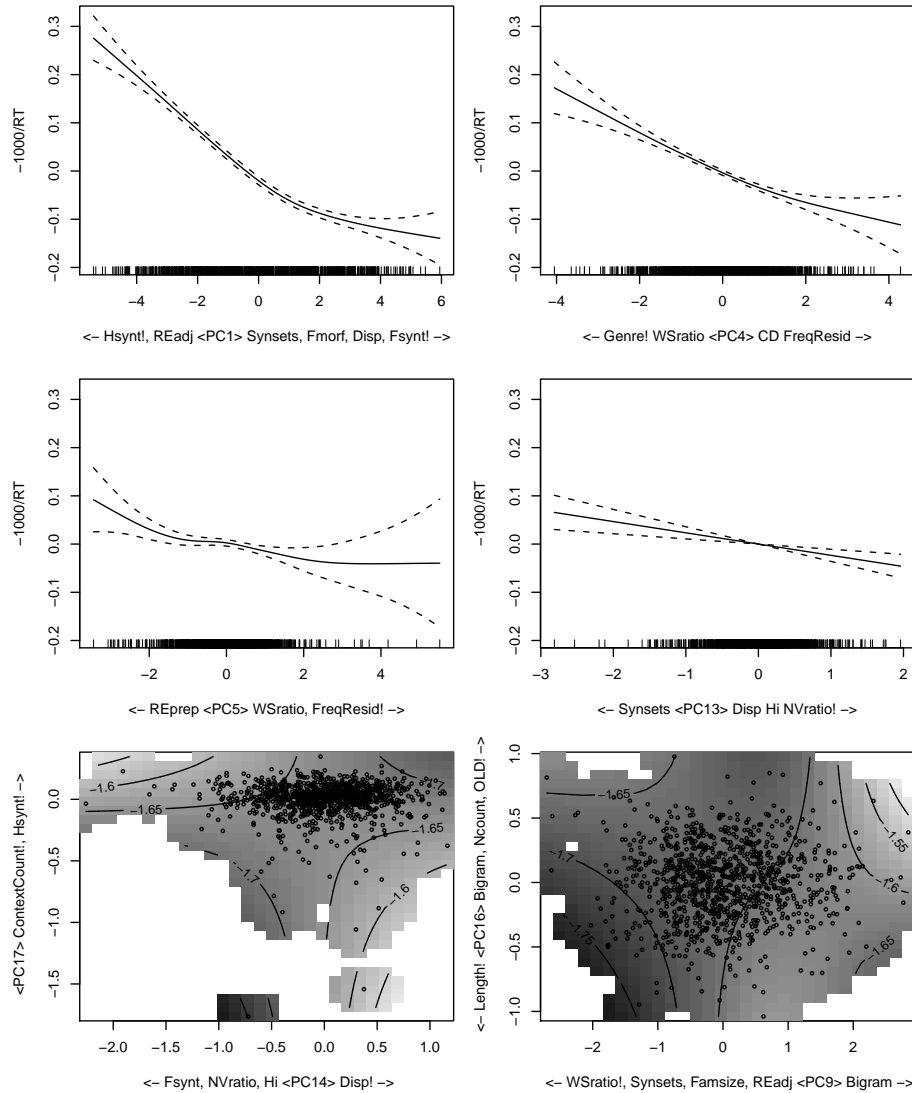 −1000/RT
0.3
0.2
0.1
0.0
−0.1
−0.2
−4 −2 0 2 4 6
<− Hsynt!, REadj <PC1> Synsets, Fmorf, Disp, Fsynt! −>
−1000/RT
0.3
0.2
0.1
0.0
−0.1
−0.2
−4 −2 0 2 4
<− Genre! WSratio <PC4> CD FreqResid −>
−1000/RT
0.3
0.2
0.1
0.0
−0.1
−0.2
−2 0 2 4
<− REprep <PC5> WSratio, FreqResid! −>
−1000/RT
0.3
0.2
0.1
0.0
−0.1
−0.2
−3 −2 −1 0 1 2
<− Synsets <PC13> Disp Hi NVratio! −>
<PC17> ContextCount!, Hsynt! −>
0.0
−0.5
−1.0
−1.5
−1.6
−1.65
−1.65
−1.7
−1.6
−2.0 −1.5 −1.0 −0.5 0.0 0.5 1.0
<− Fsynt, NVratio, Hi <PC14> Disp! −>
<− Length! <PC16> Bigram, Ncount, OLD! −>
1.0
0.5
0.0
−0.5
−1.0
−1.65
−1.55
−1.7
−1.6
−1.75
−1.65
−2 −1 0 1 2
<− WSratio!, Synsets, Famsize, REadj <PC9> Bigram −>